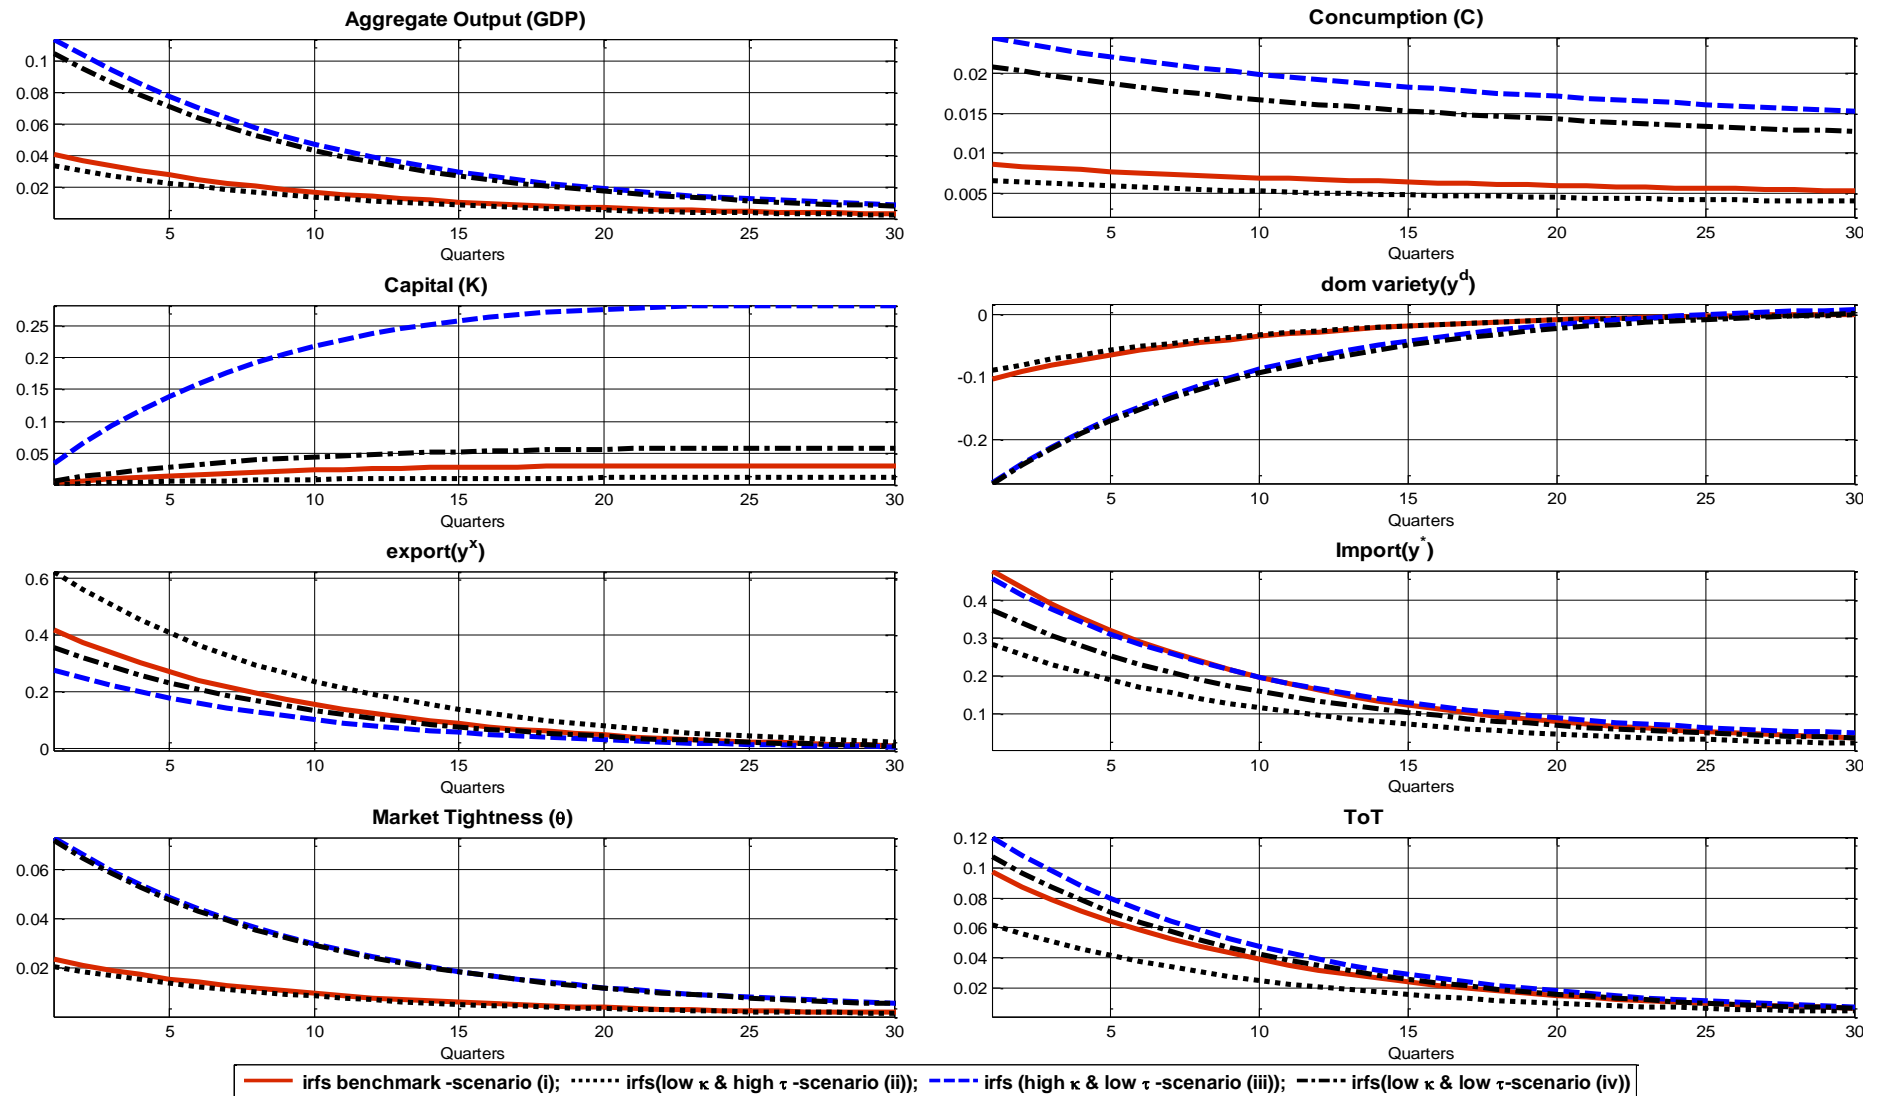 Aggregate Output (GDP)
0.1
0.08
0.06
0.04
0.02
5 10 15 20 25 30
Quarters
Concumption (C)
0.02
0.015
0.01
0.005
5 10 15 20 25 30
Quarters
Capital (K)
0.25
0.2
0.15
0.1
0.05
5 10 15 20 25 30
Quarters
dom variety(y^d)
0
-0.1
-0.2
5 10 15 20 25 30
Quarters
export(y^x)
0.6
0.4
0.2
0
5 10 15 20 25 30
Quarters
Import(y^*)
0.4
0.3
0.2
0.1
5 10 15 20 25 30
Quarters
Market Tightness (θ)
0.06
0.04
0.02
5 10 15 20 25 30
Quarters
ToT
0.12
0.1
0.08
0.06
0.04
0.02
5 10 15 20 25 30
Quarters
irfs benchmark -scenario (i); irfs(low κ & high τ -scenario (ii)); irfs (high κ & low τ -scenario (iii)); irfs(low κ & low τ-scenario (iv))